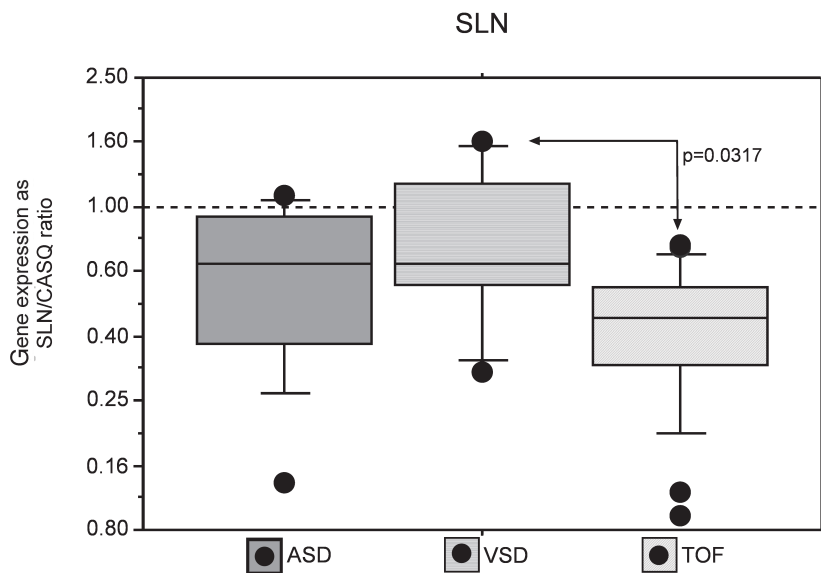 SLN
2.50
1.60
1.00
0.60
0.40
0.25
0.16
0.80
Gene expression as
SLN/CASQ ratio
p=0.0317
ASD
VSD
TOF